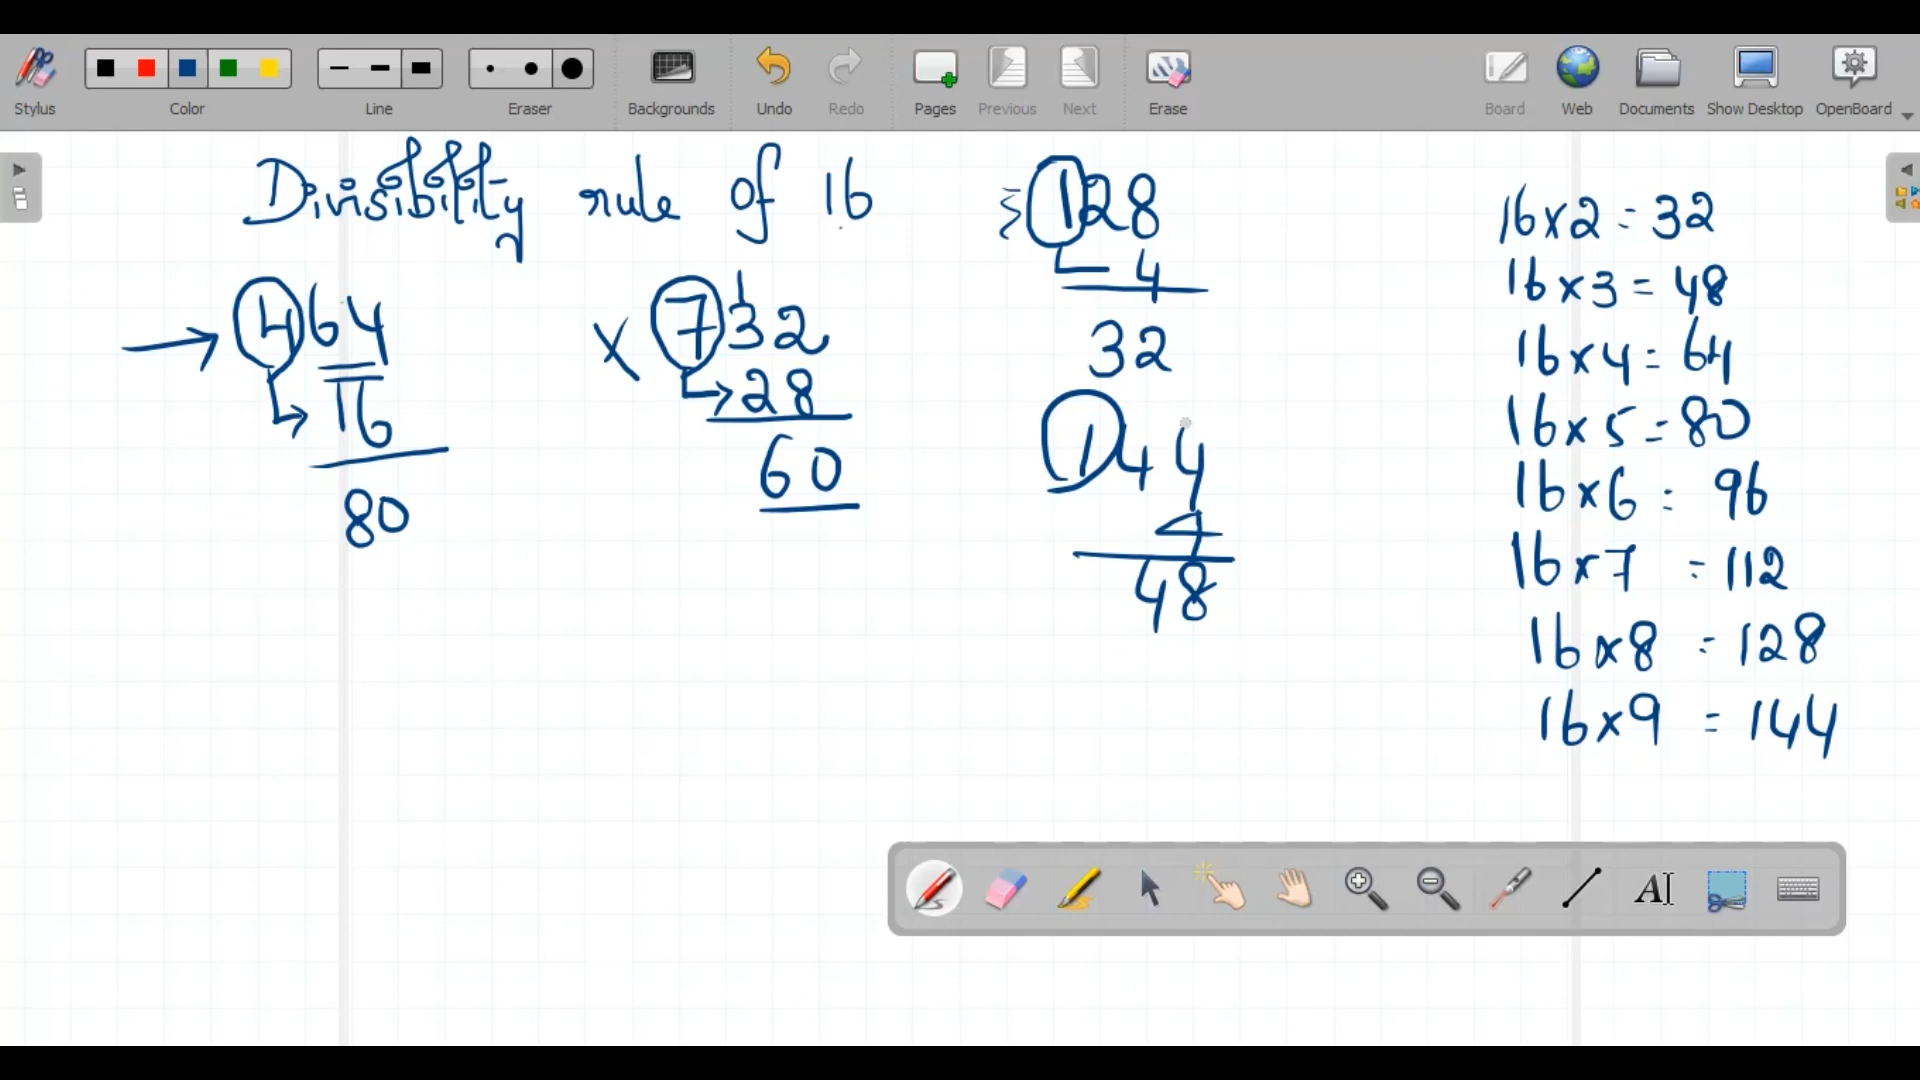 Stylus
Color
Line
Eraser
Backgrounds
Undo
Redo
Pages
Previous
Next
Erase
Board
Web
Documents
Show Desktop
OpenBoard
Divisibility rule of 16
464
16
80
x 732
1
28
60
128
4
32
144
4
48
16x2 = 32
16x3 = 48
16x4 = 64
16x5 = 80
16x6 = 96
16x7 = 112
16x8 = 128
16x9 = 144